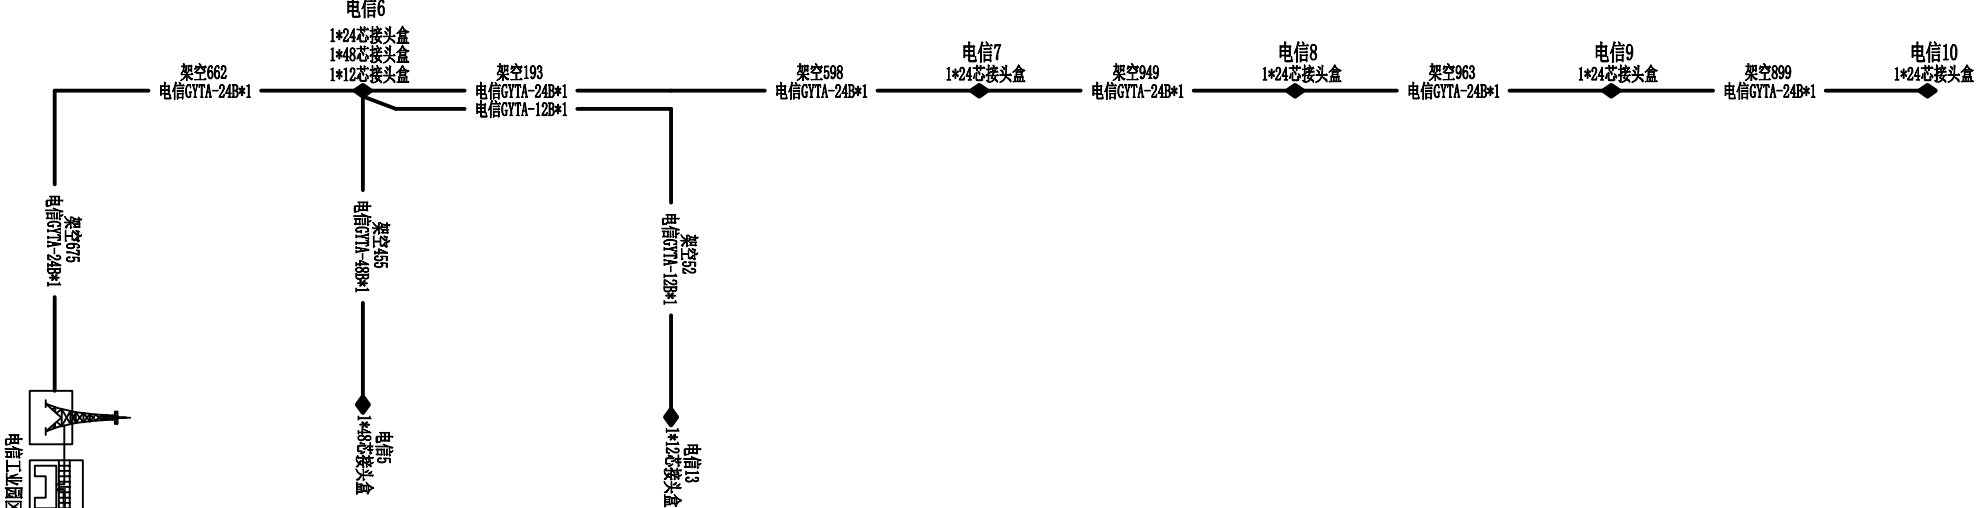 电信6
1*24芯接头盒
1*48芯接头盒
1*12芯接头盒
架空662
电信GYTA-24B*1
架空193
电信GYTA-24B*1
电信GYTA-12B*1
架空598
电信GYTA-24B*1
电信7
1*24芯接头盒
架空949
电信GYTA-24B*1
电信8
1*24芯接头盒
架空963
电信GYTA-24B*1
电信9
1*24芯接头盒
架空899
电信GYTA-24B*1
电信10
1*24芯接头盒
架空675
电信GYTA-24B*1
架空455
电信GYTA-48B*1
架空52
电信GYTA-12B*1
电信5
1*48芯接头盒
电信13
1*12芯接头盒
电信工业园区